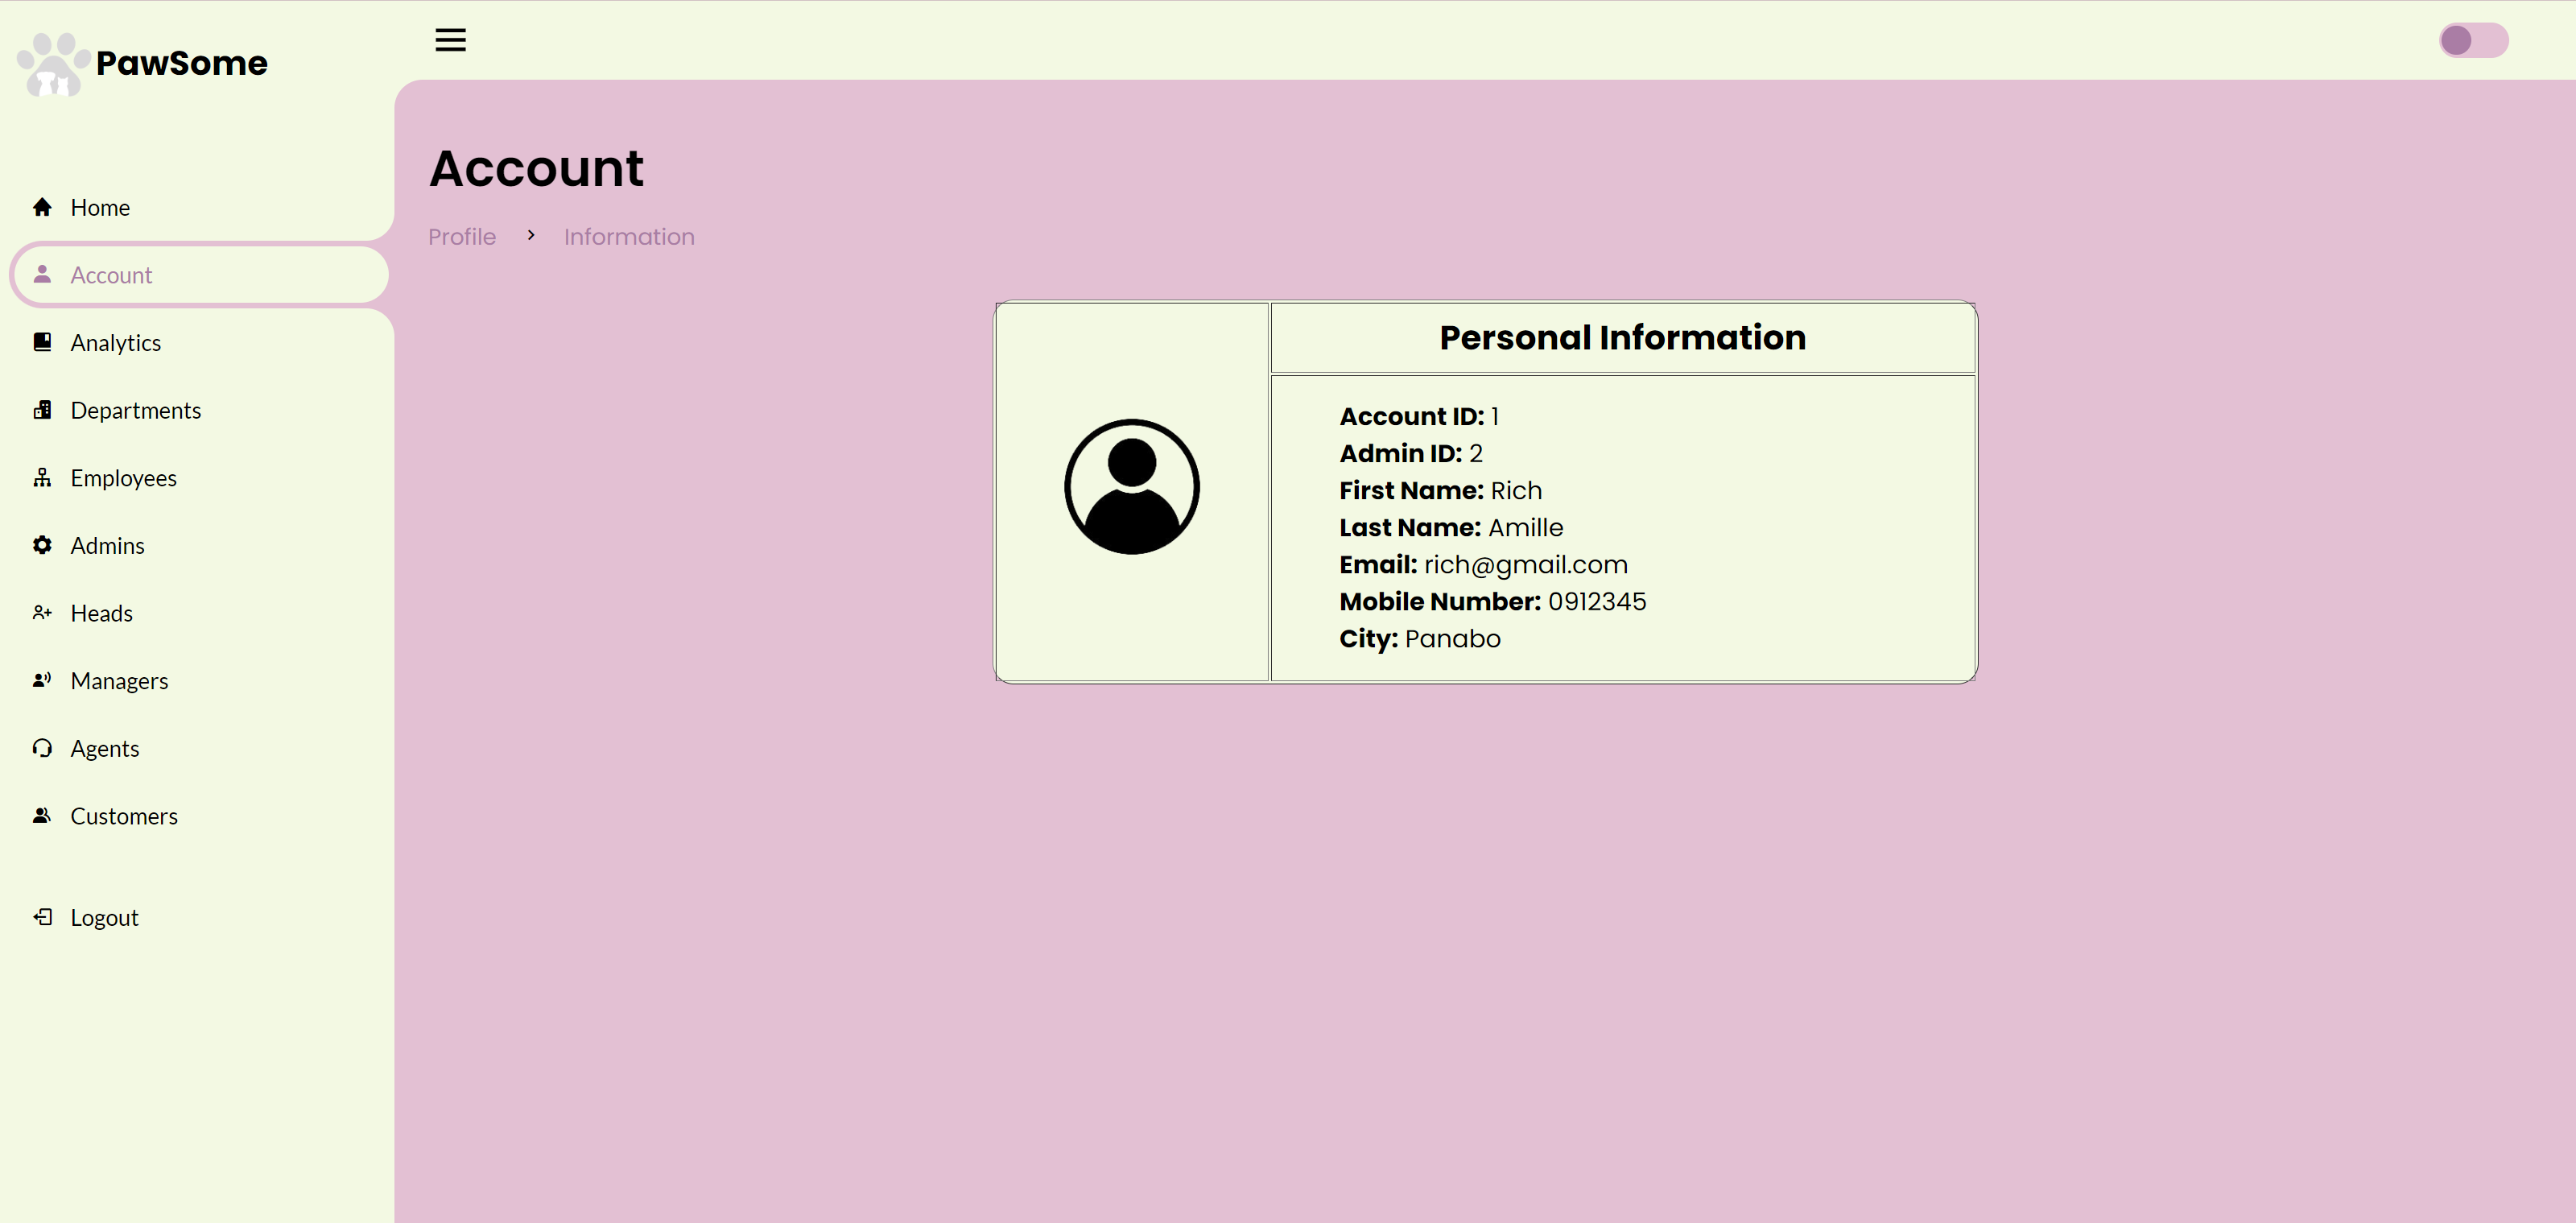 PawSome
Home
Account
Analytics
Departments
Employees
Admins
Heads
Managers
Agents
Customers
Logout
Account
Profile > Information
Personal Information
Account ID: 1
Admin ID: 2
First Name: Rich
Last Name: Amille
Email: rich@gmail.com
Mobile Number: 0912345
City: Panabo